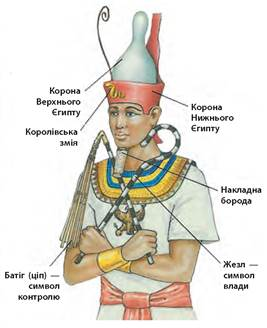 Корона
Верхнього
Єгипту
Королівська
змія
Корона
Нижнього
Єгипту
Накладна
борода
Батіг (ціп) —
символ
контролю
Жезл —
символ
влади